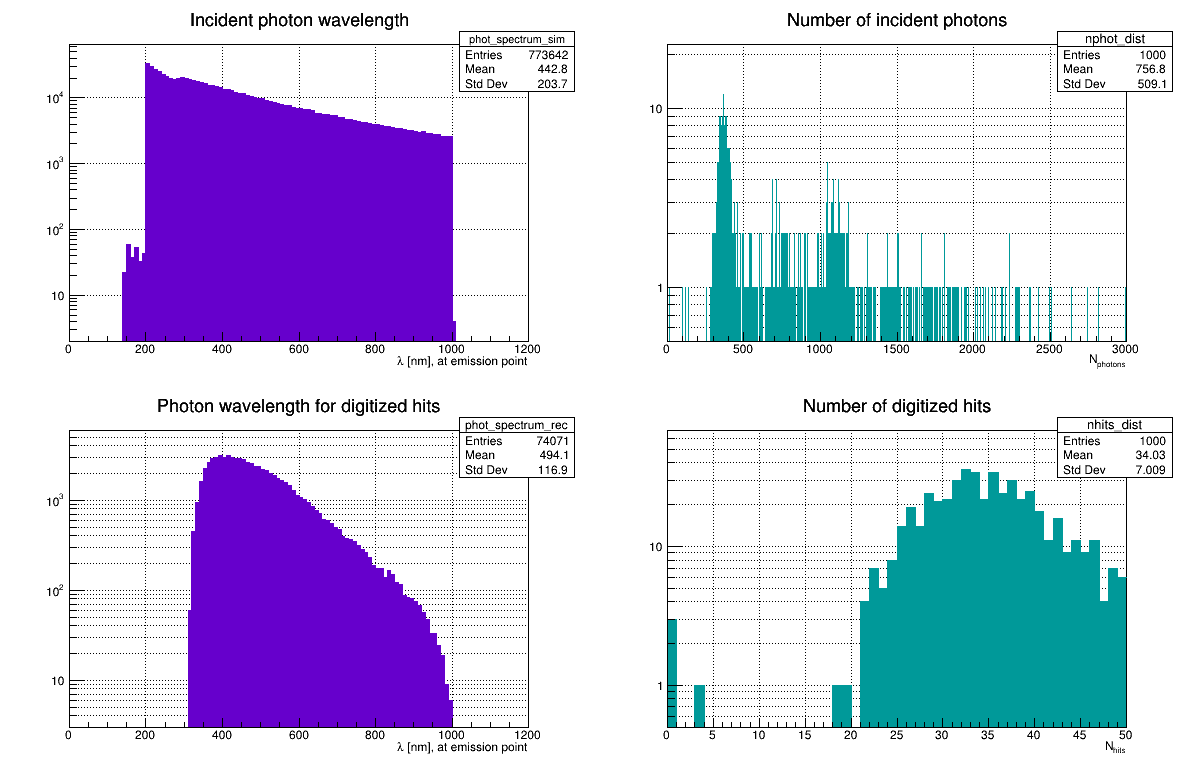 Incident photon wavelength
phot_spectrum_sim
Entries 773642
Mean 442.8
Std Dev 203.7
10^4
10^3
10^2
10
0 200 400 600 800 1000 1200
λ [nm], at emission point
Number of incident photons
nphot_dist
Entries 1000
Mean 756.8
Std Dev 509.1
10
1
0 500 1000 1500 2000 2500 3000
N_photons
Photon wavelength for digitized hits
phot_spectrum_rec
Entries 74071
Mean 494.1
Std Dev 116.9
10^3
10^2
10
0 200 400 600 800 1000 1200
λ [nm], at emission point
Number of digitized hits
nhits_dist
Entries 1000
Mean 34.03
Std Dev 7.009
10
1
0 5 10 15 20 25 30 35 40 45 50
N_hits